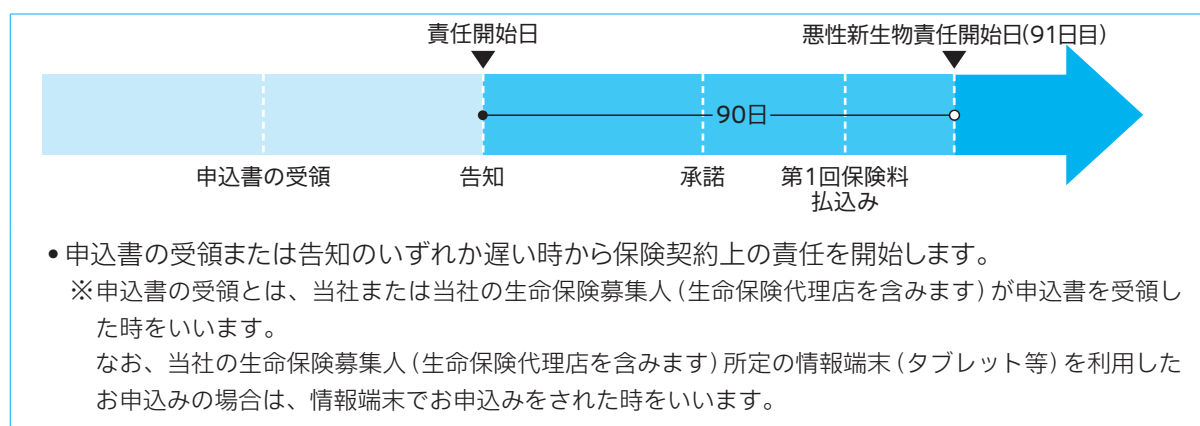 責任開始日
悪性新生物責任開始日(91日目)
90日
申込書の受領
告知
承諾
第1回保険料
払込み
•申込書の受領または告知のいずれか遅い時から保険契約上の責任を開始します。
※申込書の受領とは、当社または当社の生命保険募集人(生命保険代理店を含みます)が申込書を受領し
た時をいいます。
なお、当社の生命保険募集人(生命保険代理店を含みます)所定の情報端末(タブレット等)を利用した
お申込みの場合は、情報端末でお申込みをされた時をいいます。